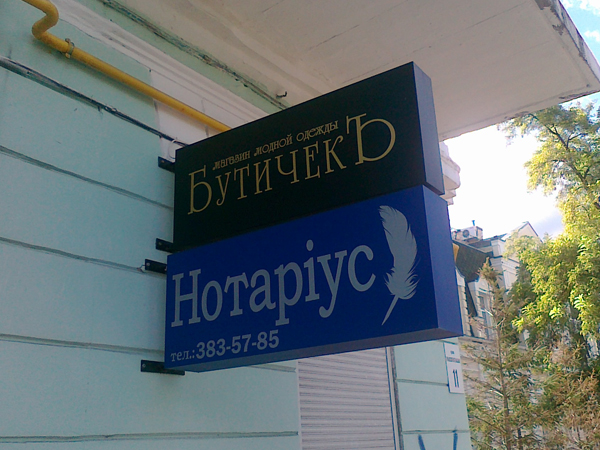 магазин модной одежды
БутичекЪ
Нотаріус
тел.: 383-57-85
11